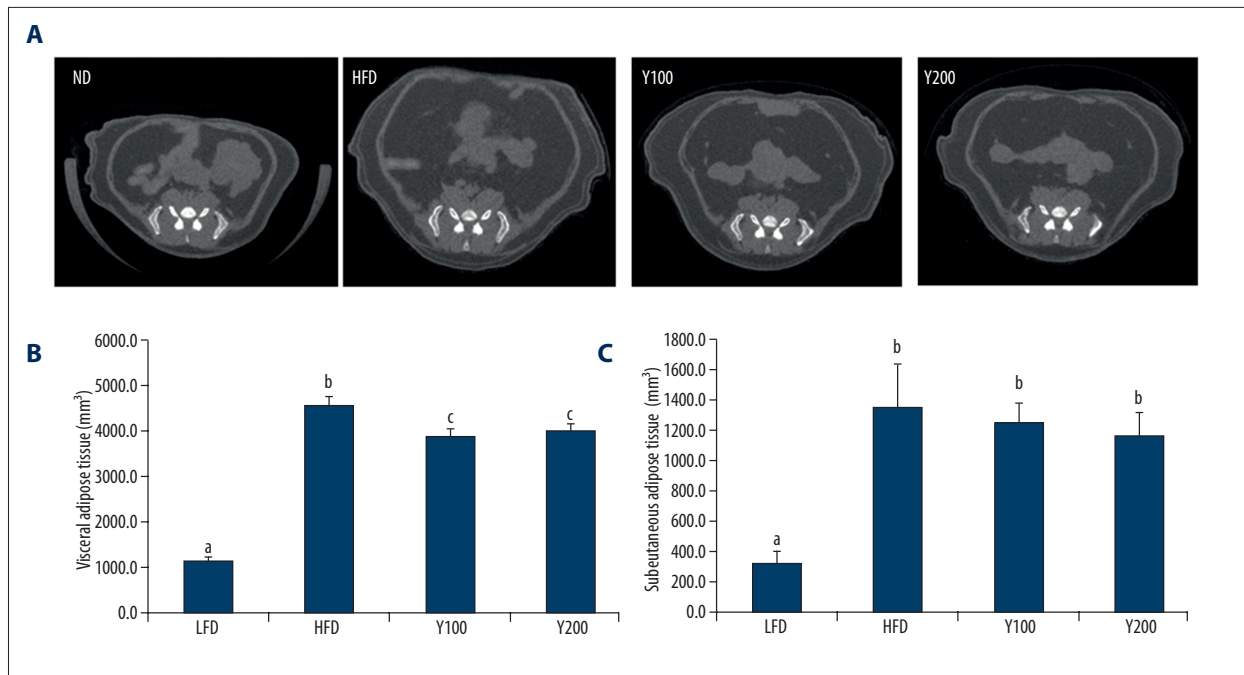 A
ND
HFD
Y100
Y200
B
Visceral adipose tissue (mm³)
6000.0
5000.0
4000.0
3000.0
2000.0
1000.0
0.0
a
b
c
c
LFD
HFD
Y100
Y200
C
Subeutaneous adipose tissue (mm³)
1800.0
1600.0
1400.0
1200.0
1000.0
800.0
600.0
400.0
200.0
0.0
a
b
b
b
LFD
HFD
Y100
Y200